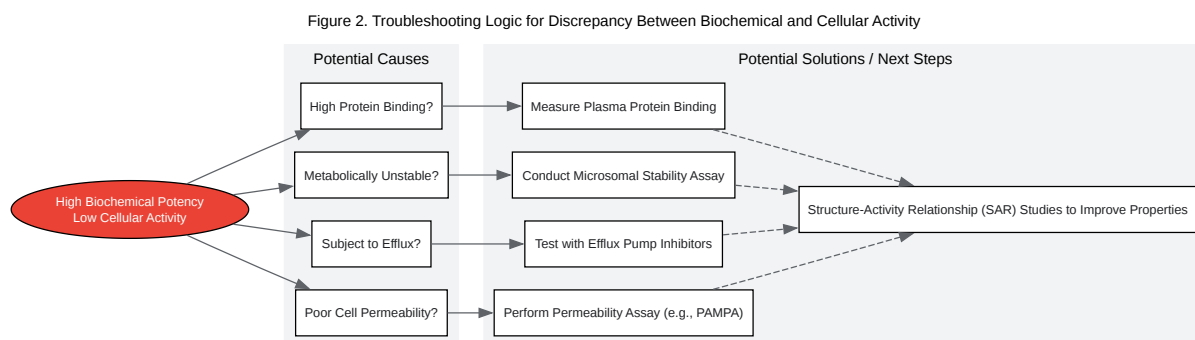 Figure 2. Troubleshooting Logic for Discrepancy Between Biochemical and Cellular Activity
Potential Causes
Potential Solutions / Next Steps
High Biochemical Potency
Low Cellular Activity
High Protein Binding?
Measure Plasma Protein Binding
Metabolically Unstable?
Conduct Microsomal Stability Assay
Subject to Efflux?
Test with Efflux Pump Inhibitors
Poor Cell Permeability?
Perform Permeability Assay (e.g., PAMPA)
Structure-Activity Relationship (SAR) Studies to Improve Properties